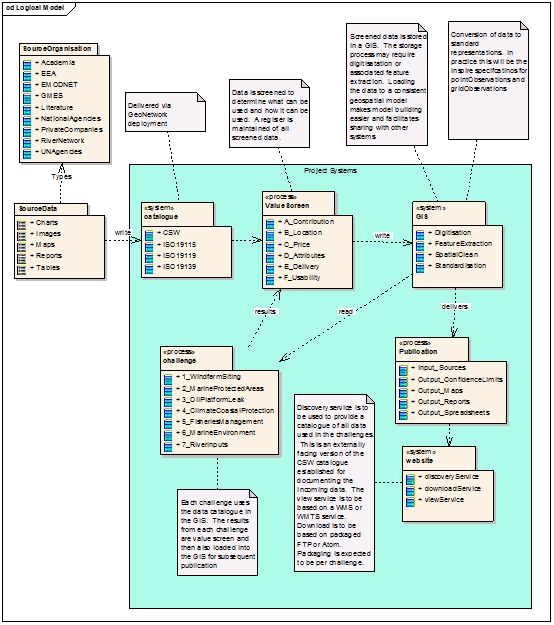 od Logical Model
SourceOrganisation
+ Academia
+ EEA
+ EMODNET
+ GMES
+ Literature
+ NationalAgencies
+ PrivateCompanies
+ RiverNetwork
+ UNAgencies
Types
SourceData
+ Charts
+ Images
+ Maps
+ Reports
+ Tables
Delivered via
GeoNetwork
deployment
Data is screened to
determine what can be
used and how it can be
used. A register is
maintained of all
screened data.
Screened data is stored
in a GIS. The storage
process may require
digitisatation or
associated feature
extraction. Loading
the data to a consistent
geospatial model
makes model building
easier and facilitates
sharing with other
systems
Conversion of data to
standard
representations. In
practice this will be the
Inspire specifications for
pointObservations and
gridObservations
Project Systems
write
«system»
catalogue
+ CSW
+ ISO19115
+ ISO19119
+ ISO19139
«process»
Value Screen
+ A_Contribution
+ B_Location
+ C_Price
+ D_Attributes
+ E_Delivery
+ F_Usability
write
«system»
GIS
+ Digitisation
+ FeatureExtraction
+ SpatialClean
+ Standardisation
results
read
delivers
«process»
challenge
+ 1_WindfarmSiting
+ 2_MarineProtectedAreas
+ 3_OilPlatformLeak
+ 4_ClimateCoastalProtection
+ 5_FisheriesManagement
+ 6_MarineEnvironment
+ 7_RiverInputs
«process»
Publication
+ Input_Sources
+ Output_ConfidenceLimits
+ Output_Maps
+ Output_Reports
+ Output_Spreadsheets
Discovery service is to
be used to provide a
catalogue of all data
used in the challenges.
This is an externally
facing version of the
CSW catalogue
established for
documenting the
incoming data. The
view service is to be
based on a WMS or
WMTS service.
Download is to be
based on packaged
FTP or Atom.
Packaging is expected
to be per challenge.
«system»
website
+ discoveryService
+ downloadService
+ viewService
Each challenge uses
the data catalogue in
the GIS. The results
from each challenge
are value screen and
then also loaded into
the GIS for subsequent
publication